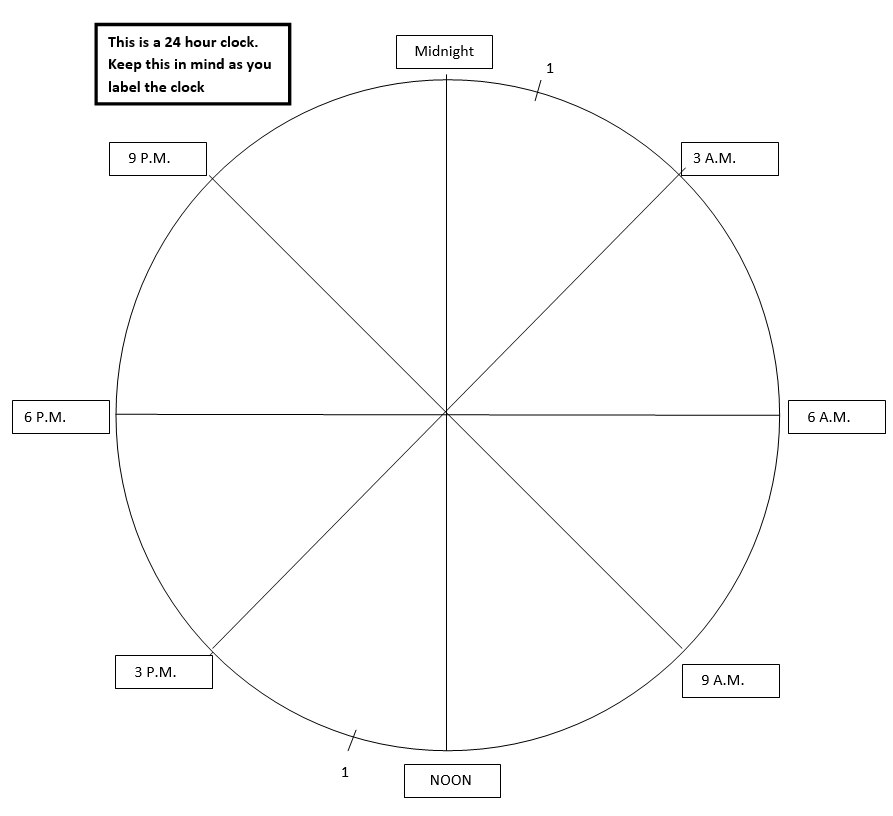 This is a 24 hour clock.
Keep this in mind as you
label the clock
Midnight
1
9 P.M.
3 A.M.
6 P.M.
6 A.M.
3 P.M.
9 A.M.
1
NOON